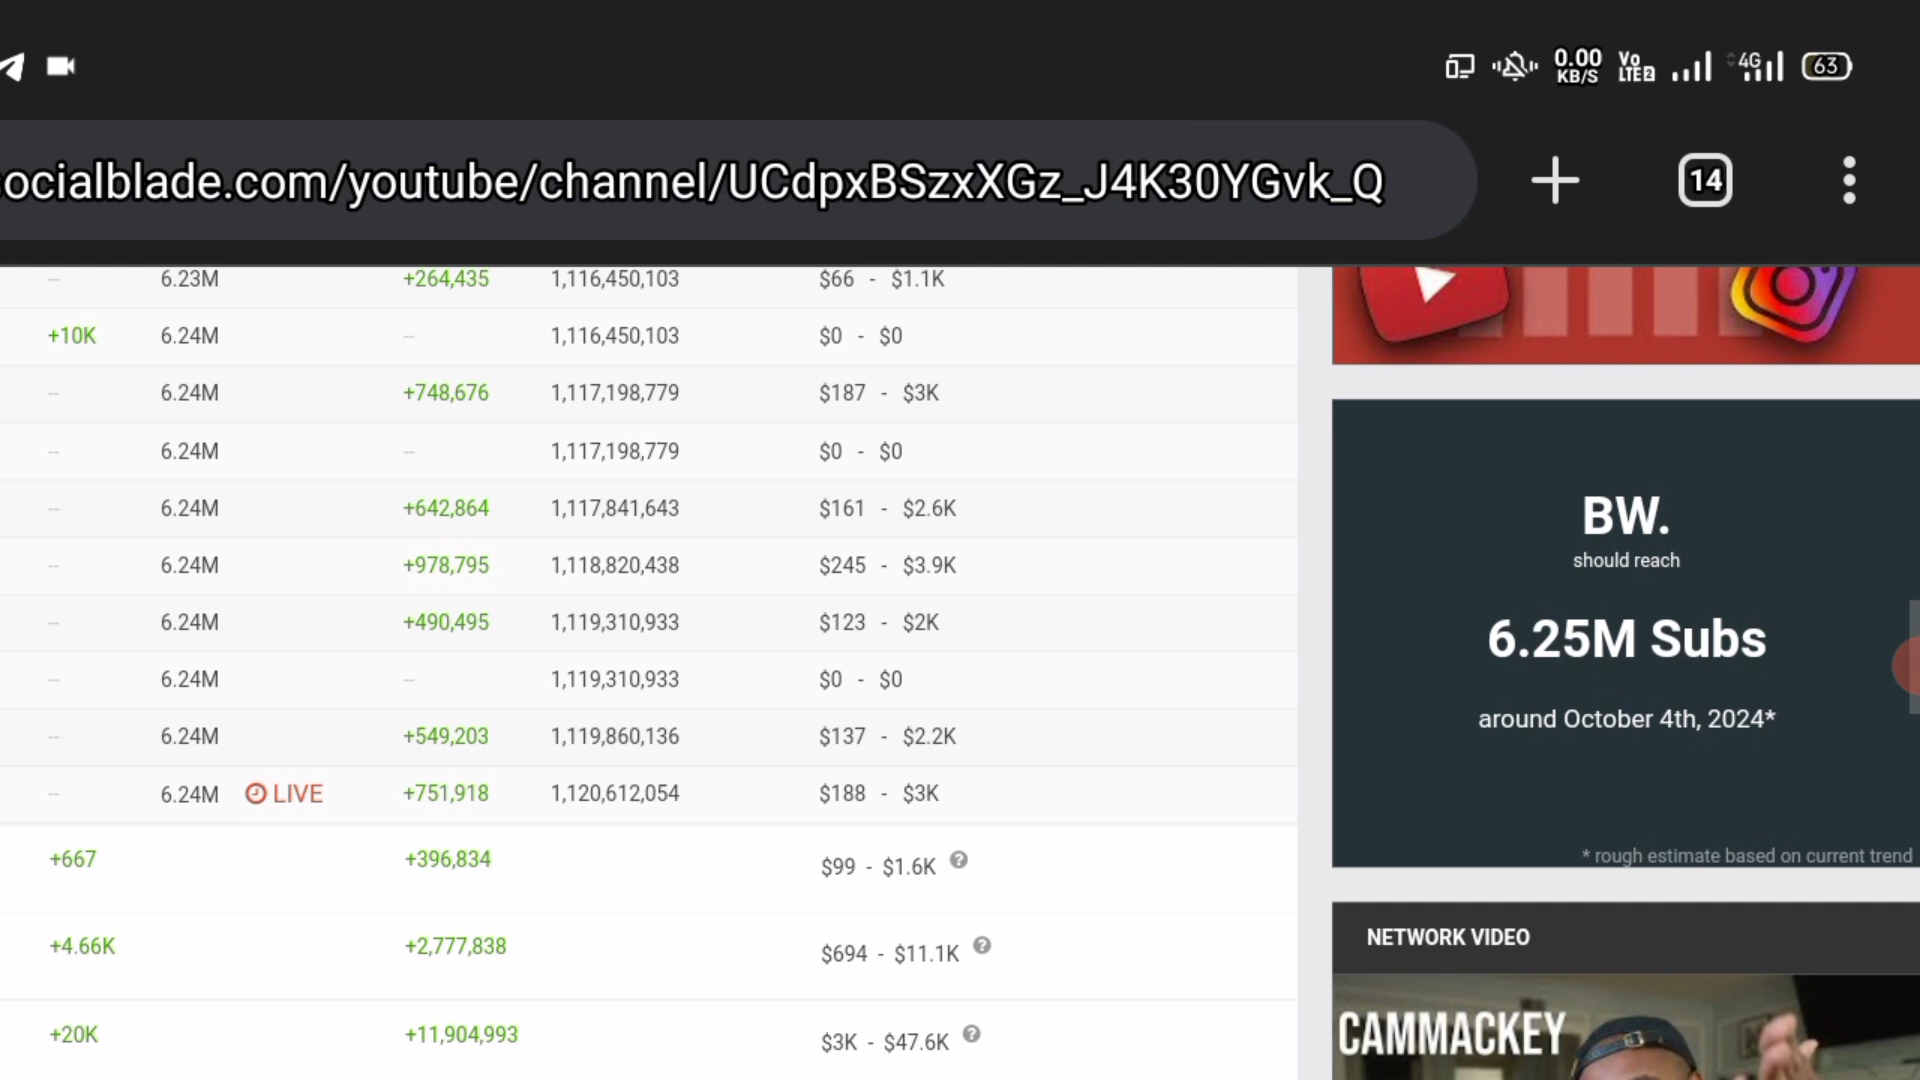 0.00 KB/S Vo LTE 2 4G 63
socialblade.com/youtube/channel/UCdpxBSzxXGz_J4K30YGvk_Q 14
-- 6.23M +264,435 1,116,450,103 $66 - $1.1K
+10K 6.24M -- 1,116,450,103 $0 - $0
-- 6.24M +748,676 1,117,198,779 $187 - $3K
-- 6.24M -- 1,117,198,779 $0 - $0
-- 6.24M +642,864 1,117,841,643 $161 - $2.6K
-- 6.24M +978,795 1,118,820,438 $245 - $3.9K
-- 6.24M +490,495 1,119,310,933 $123 - $2K
-- 6.24M -- 1,119,310,933 $0 - $0
-- 6.24M +549,203 1,119,860,136 $137 - $2.2K
-- 6.24M LIVE +751,918 1,120,612,054 $188 - $3K
+667 +396,834 $99 - $1.6K ?
+4.66K +2,777,838 $694 - $11.1K ?
+20K +11,904,993 $3K - $47.6K ?
BW.
should reach
6.25M Subs
around October 4th, 2024*
* rough estimate based on current trend
NETWORK VIDEO
CAMMACKEY